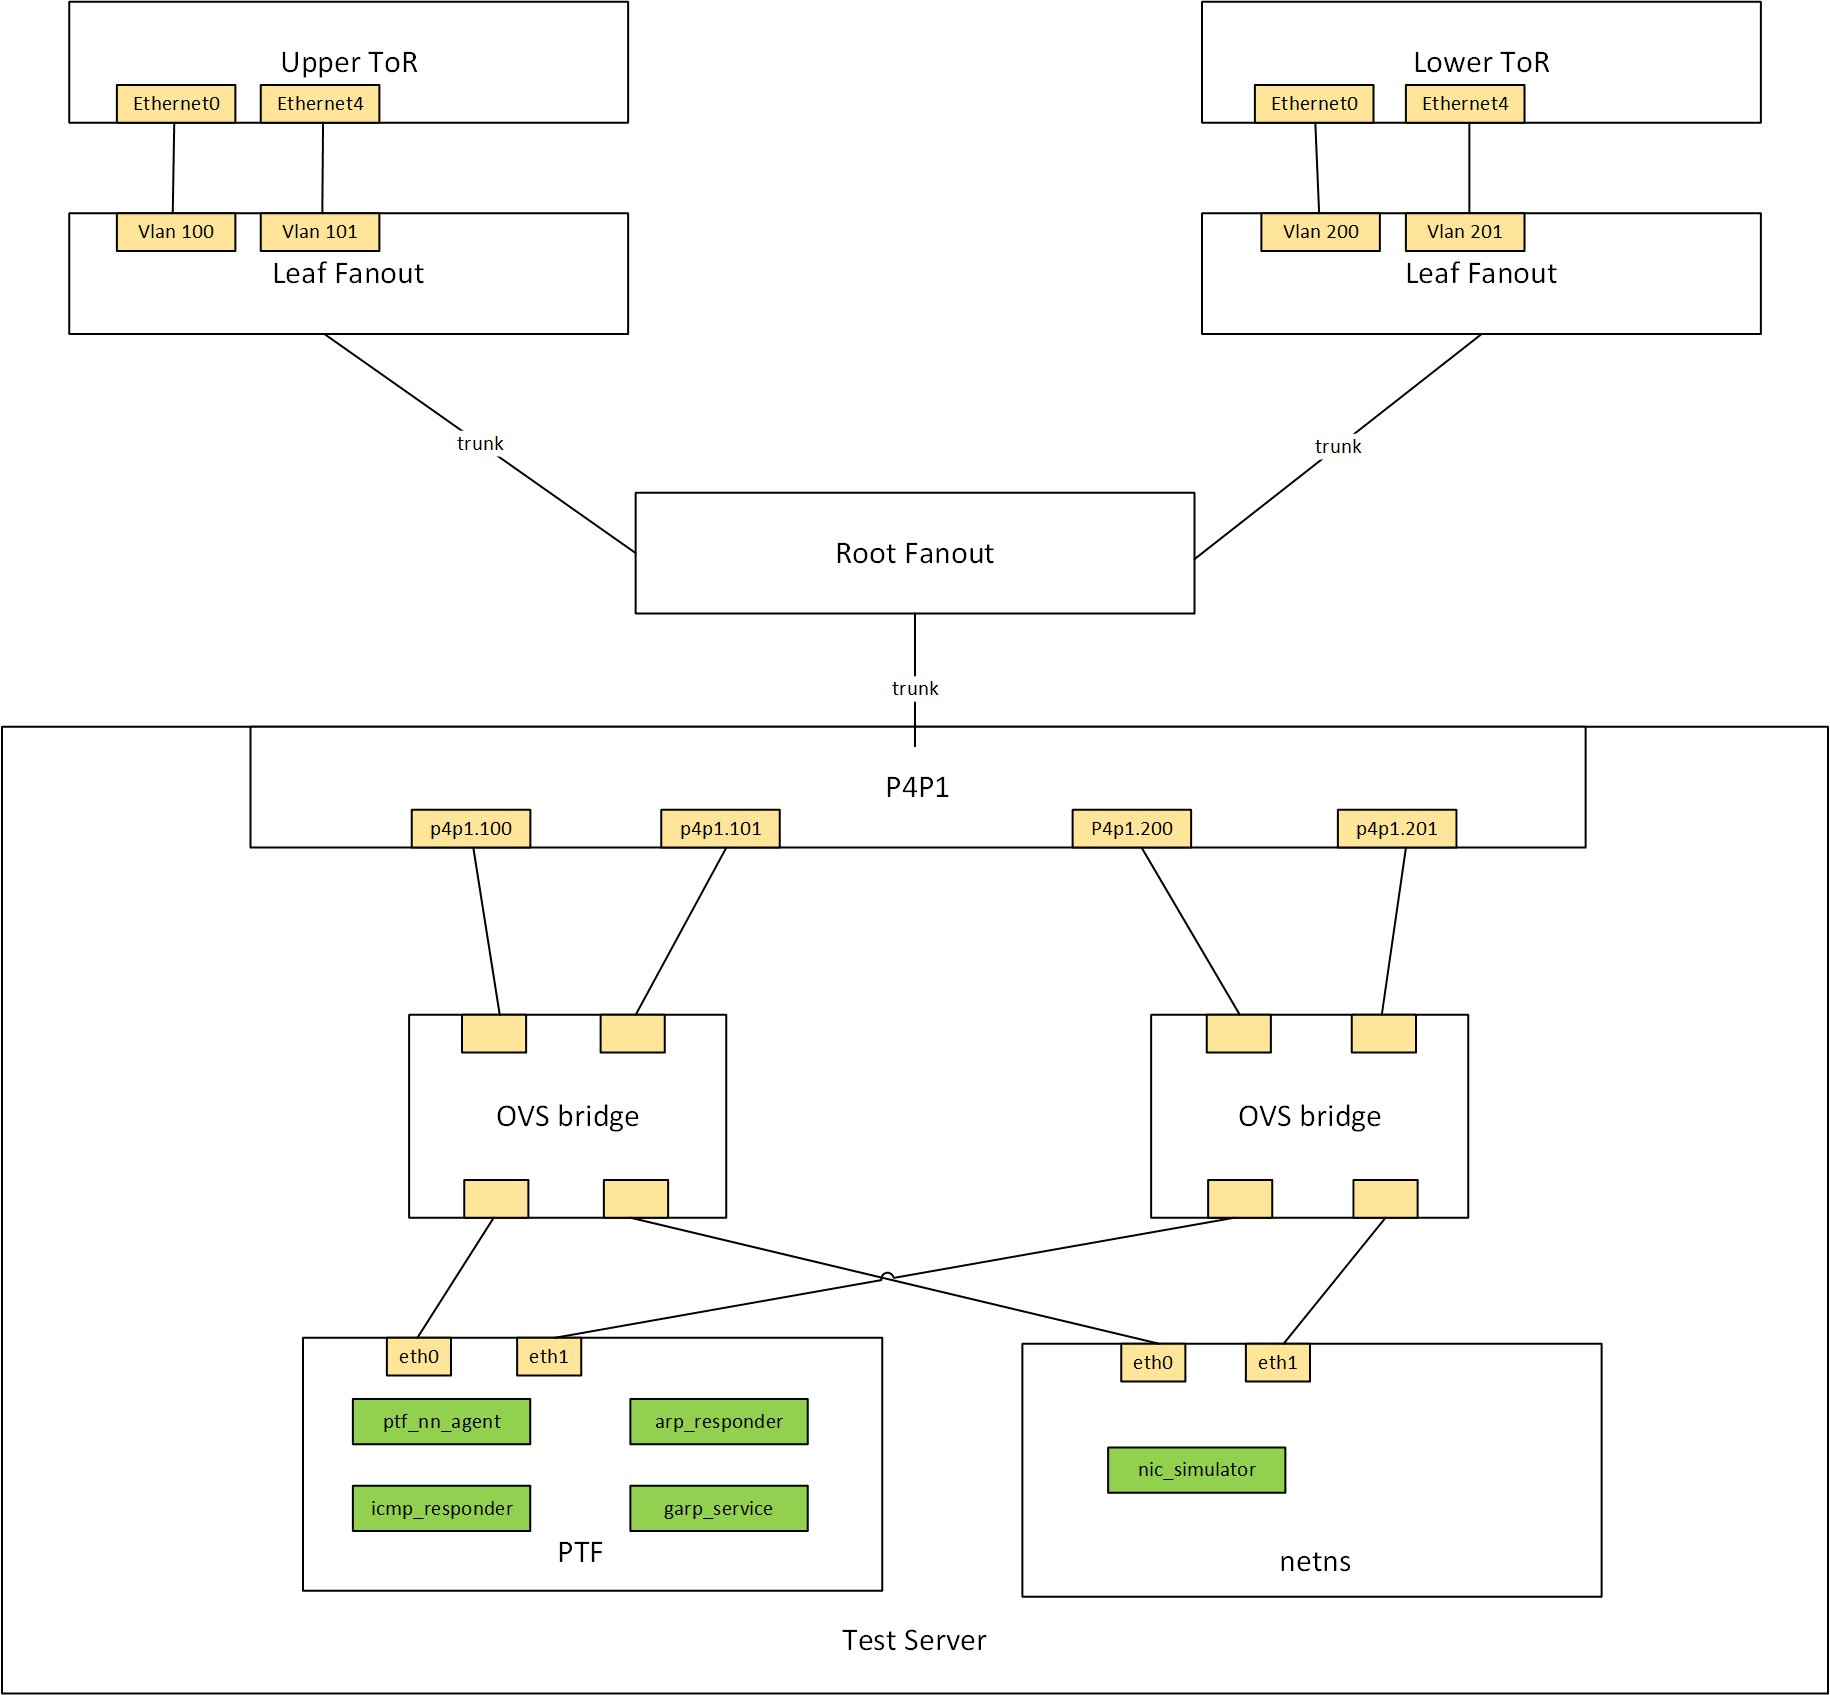 Upper ToR
Ethernet0
Ethernet4
Lower ToR
Ethernet0
Ethernet4
Vlan 100
Vlan 101
Leaf Fanout
Vlan 200
Vlan 201
Leaf Fanout
trunk
trunk
Root Fanout
trunk
P4P1
p4p1.100
p4p1.101
P4p1.200
p4p1.201
OVS bridge
OVS bridge
eth0
eth1
ptf_nn_agent
arp_responder
icmp_responder
garp_service
PTF
eth0
eth1
nic_simulator
netns
Test Server